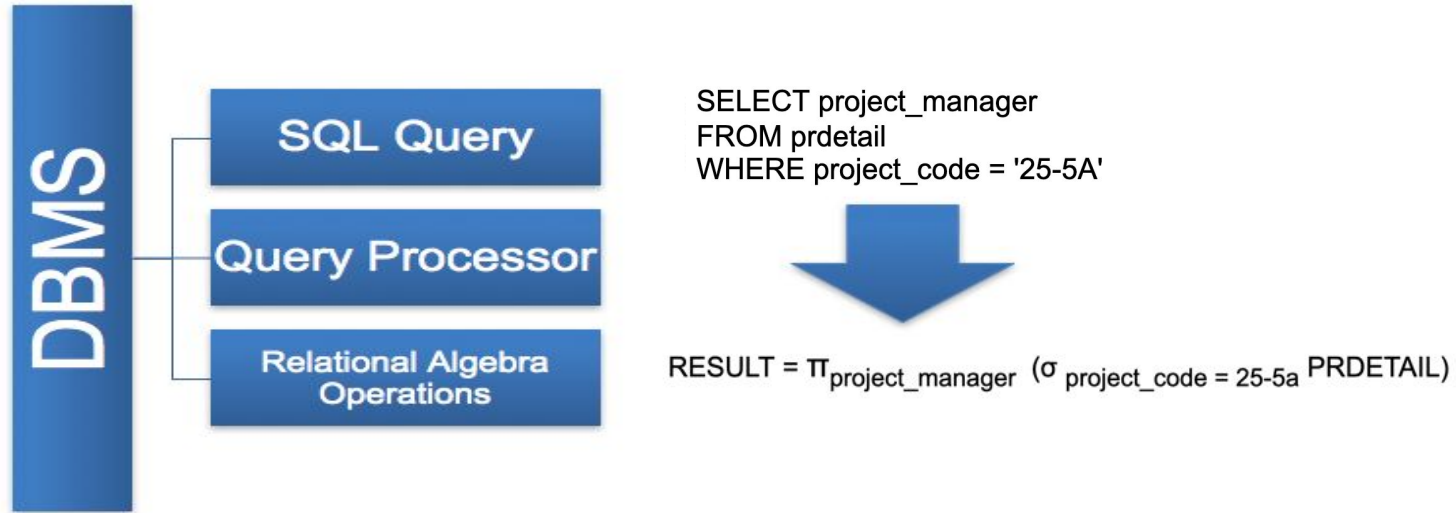 DBMS
SQL Query
Query Processor
Relational Algebra
Operations
SELECT project_manager
FROM prdetail
WHERE project_code = '25-5A'
RESULT = π project_manager (σ project_code = 25-5a PRDETAIL)